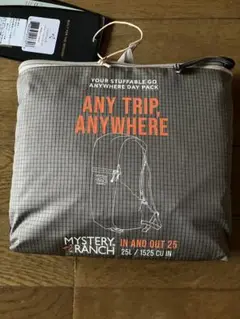 YOUR STUFFABLE GO
ANYWHERE DAY PACK
ANY TRIP,
ANYWHERE
MYSTERY
RANCH
IN AND OUT 25
25L / 1525 CU IN